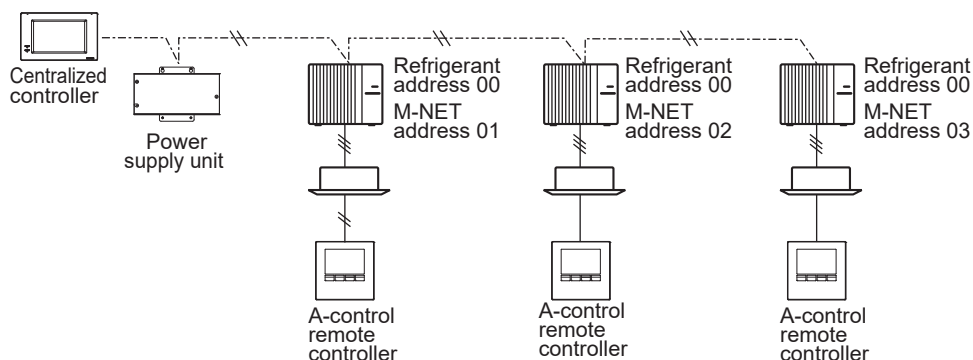 Centralized
controller
Power
supply unit
Refrigerant
address 00
M-NET
address 01
Refrigerant
address 00
M-NET
address 02
Refrigerant
address 00
M-NET
address 03
A-control
remote
controller
A-control
remote
controller
A-control
remote
controller